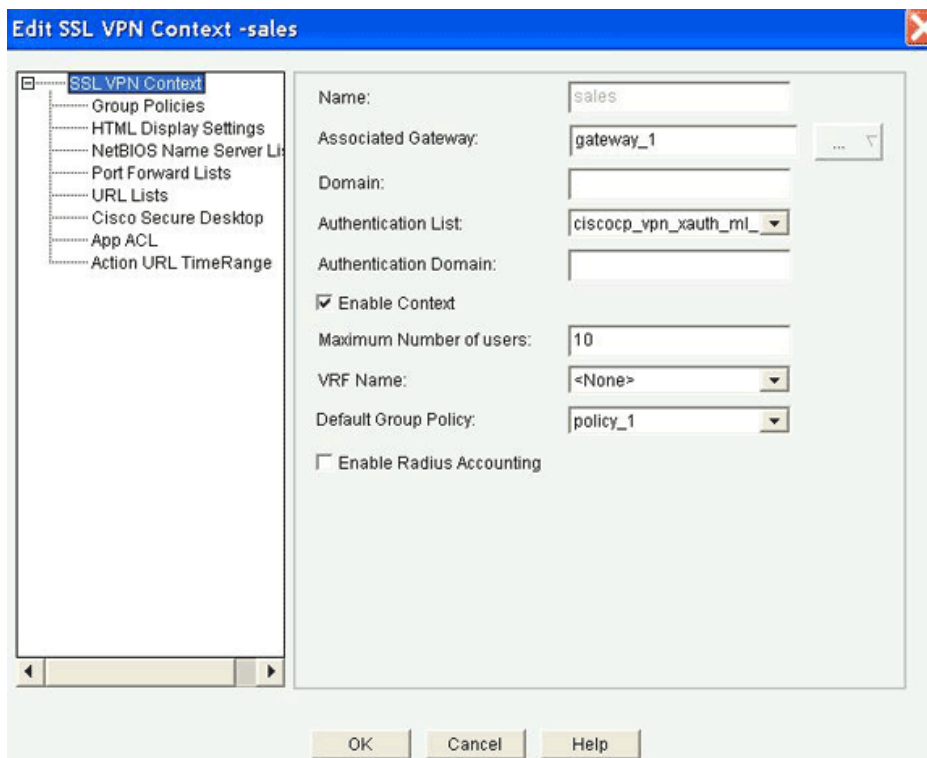 Edit SSL VPN Context -sales
SSL VPN Context
Group Policies
HTML Display Settings
NetBIOS Name Server Li
Port Forward Lists
URL Lists
Cisco Secure Desktop
App ACL
Action URL TimeRange
Name: sales
Associated Gateway: gateway_1 ...
Domain:
Authentication List: ciscocp_vpn_xauth_ml_
Authentication Domain:
Enable Context
Maximum Number of users: 10
VRF Name: <None>
Default Group Policy: policy_1
Enable Radius Accounting
OK Cancel Help